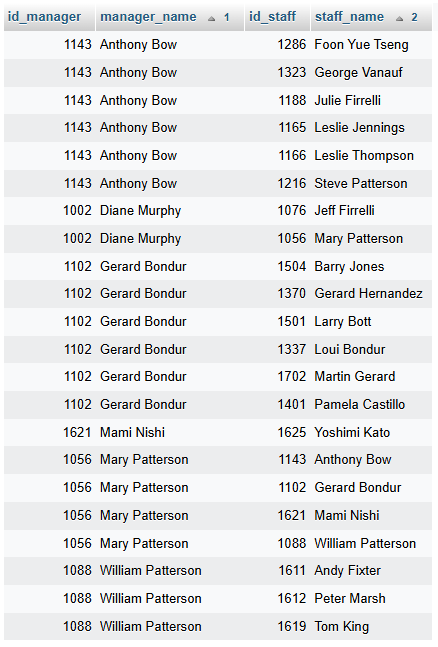 id_manager manager_name 1 id_staff staff_name 2
1143 Anthony Bow 1286 Foon Yue Tseng
1143 Anthony Bow 1323 George Vanauf
1143 Anthony Bow 1188 Julie Firrelli
1143 Anthony Bow 1165 Leslie Jennings
1143 Anthony Bow 1166 Leslie Thompson
1143 Anthony Bow 1216 Steve Patterson
1002 Diane Murphy 1076 Jeff Firrelli
1002 Diane Murphy 1056 Mary Patterson
1102 Gerard Bondur 1504 Barry Jones
1102 Gerard Bondur 1370 Gerard Hernandez
1102 Gerard Bondur 1501 Larry Bott
1102 Gerard Bondur 1337 Loui Bondur
1102 Gerard Bondur 1702 Martin Gerard
1102 Gerard Bondur 1401 Pamela Castillo
1621 Mami Nishi 1625 Yoshimi Kato
1056 Mary Patterson 1143 Anthony Bow
1056 Mary Patterson 1102 Gerard Bondur
1056 Mary Patterson 1621 Mami Nishi
1056 Mary Patterson 1088 William Patterson
1088 William Patterson 1611 Andy Fixter
1088 William Patterson 1612 Peter Marsh
1088 William Patterson 1619 Tom King